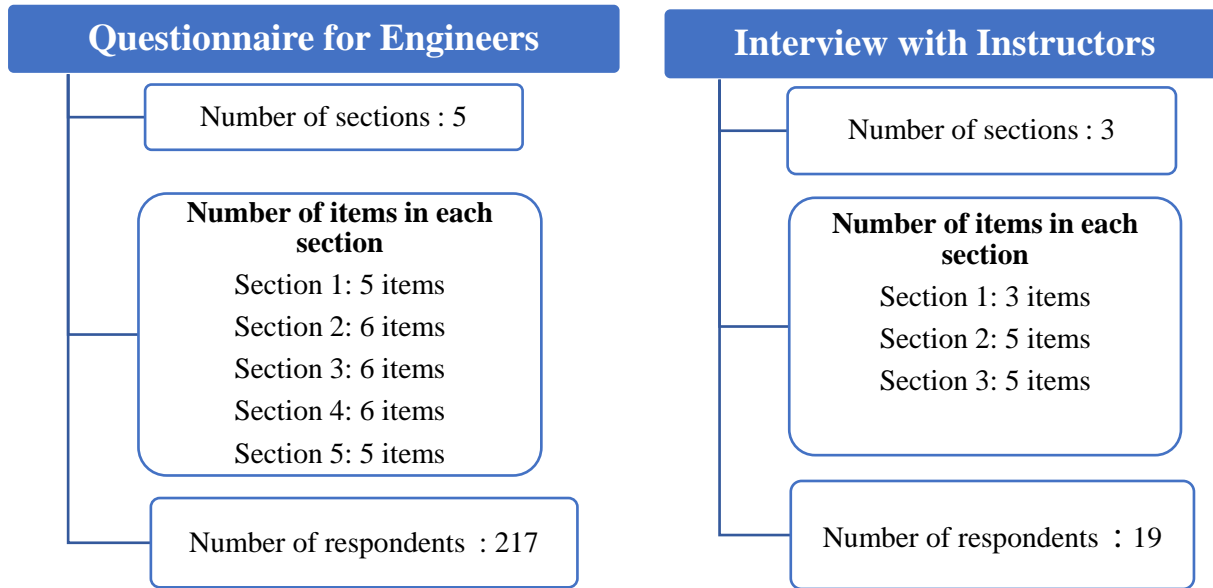 Questionnaire for Engineers
Number of sections : 5
Number of items in each
section
Section 1: 5 items
Section 2: 6 items
Section 3: 6 items
Section 4: 6 items
Section 5: 5 items
Number of respondents : 217
Interview with Instructors
Number of sections : 3
Number of items in each
section
Section 1: 3 items
Section 2: 5 items
Section 3: 5 items
Number of respondents : 19